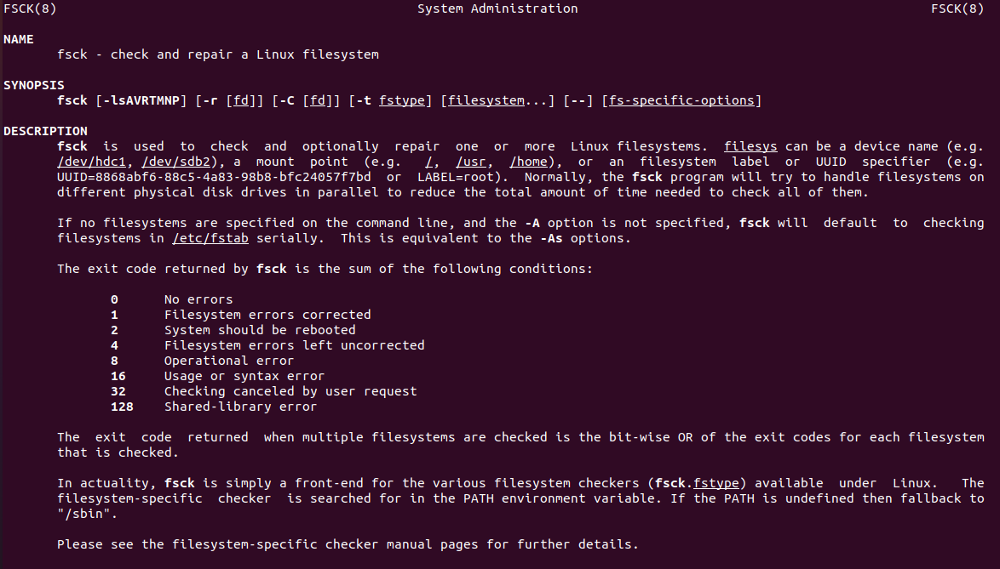 FSCK(8) System Administration FSCK(8)
NAME
fsck - check and repair a Linux filesystem
SYNOPSIS
fsck [-lsAVRTMNP] [-r [fd]] [-C [fd]] [-t fstype] [filesystem...] [--] [fs-specific-options]
DESCRIPTION
fsck is used to check and optionally repair one or more Linux filesystems. filesys can be a device name (e.g.
/dev/hdc1, /dev/sdb2), a mount point (e.g. /, /usr, /home), or an filesystem label or UUID specifier (e.g.
UUID=8868abf6-88c5-4a83-98b8-bfc24057f7bd or LABEL=root). Normally, the fsck program will try to handle filesystems on
different physical disk drives in parallel to reduce the total amount of time needed to check all of them.
If no filesystems are specified on the command line, and the -A option is not specified, fsck will default to checking
filesystems in /etc/fstab serially. This is equivalent to the -As options.
The exit code returned by fsck is the sum of the following conditions:
0 No errors
1 Filesystem errors corrected
2 System should be rebooted
4 Filesystem errors left uncorrected
8 Operational error
16 Usage or syntax error
32 Checking canceled by user request
128 Shared-library error
The exit code returned when multiple filesystems are checked is the bit-wise OR of the exit codes for each filesystem
that is checked.
In actuality, fsck is simply a front-end for the various filesystem checkers (fsck.fstype) available under Linux. The
filesystem-specific checker is searched for in the PATH environment variable. If the PATH is undefined then fallback to
"/sbin".
Please see the filesystem-specific checker manual pages for further details.